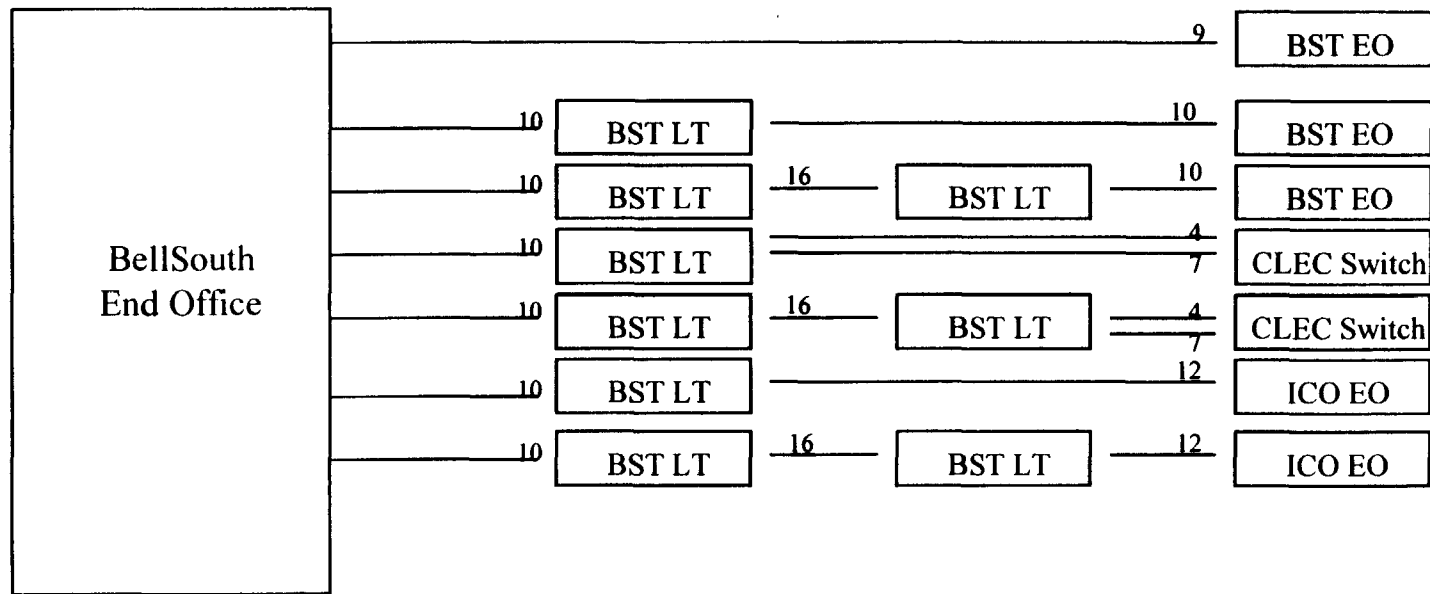 9 BST EO
10 BST LT 10 BST EO
10 BST LT 16 BST LT 10 BST EO
10 BST LT 4
7 CLEC Switch
BellSouth
End Office
10 BST LT 16 BST LT 4
7 CLEC Switch
10 BST LT 12 ICO EO
10 BST LT 16 BST LT 12 ICO EO